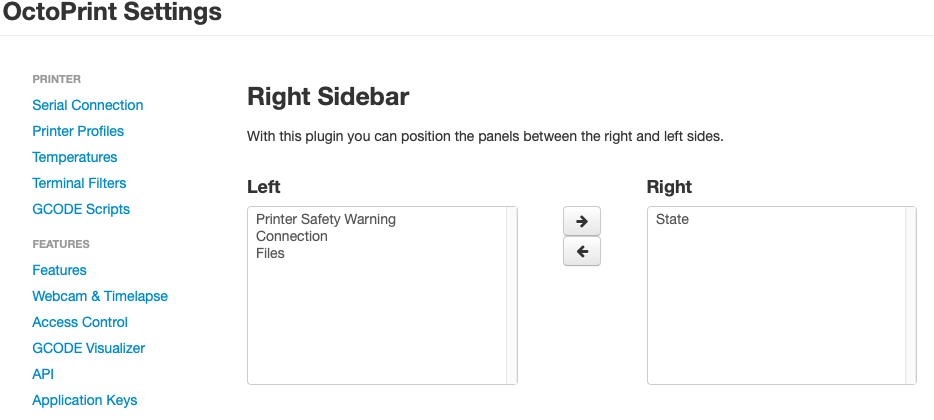 OctoPrint Settings
PRINTER
Serial Connection
Printer Profiles
Temperatures
Terminal Filters
GCODE Scripts
FEATURES
Features
Webcam & Timelapse
Access Control
GCODE Visualizer
API
Application Keys
Right Sidebar
With this plugin you can position the panels between the right and left sides.
Left
Printer Safety Warning
Connection
Files
Right
State